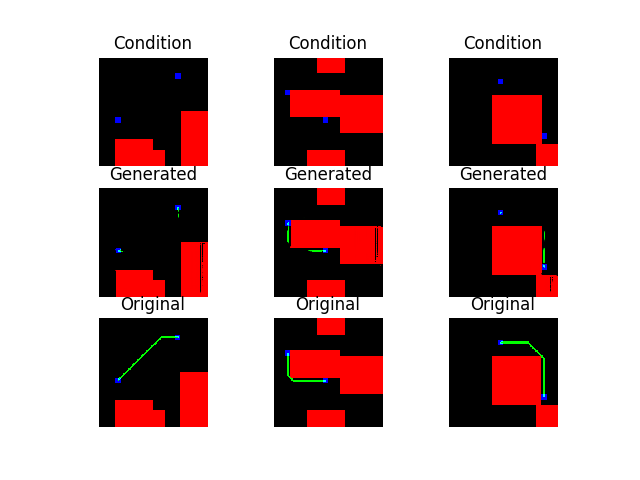 Condition
Condition
Condition
Generated
Generated
Generated
Original
Original
Original